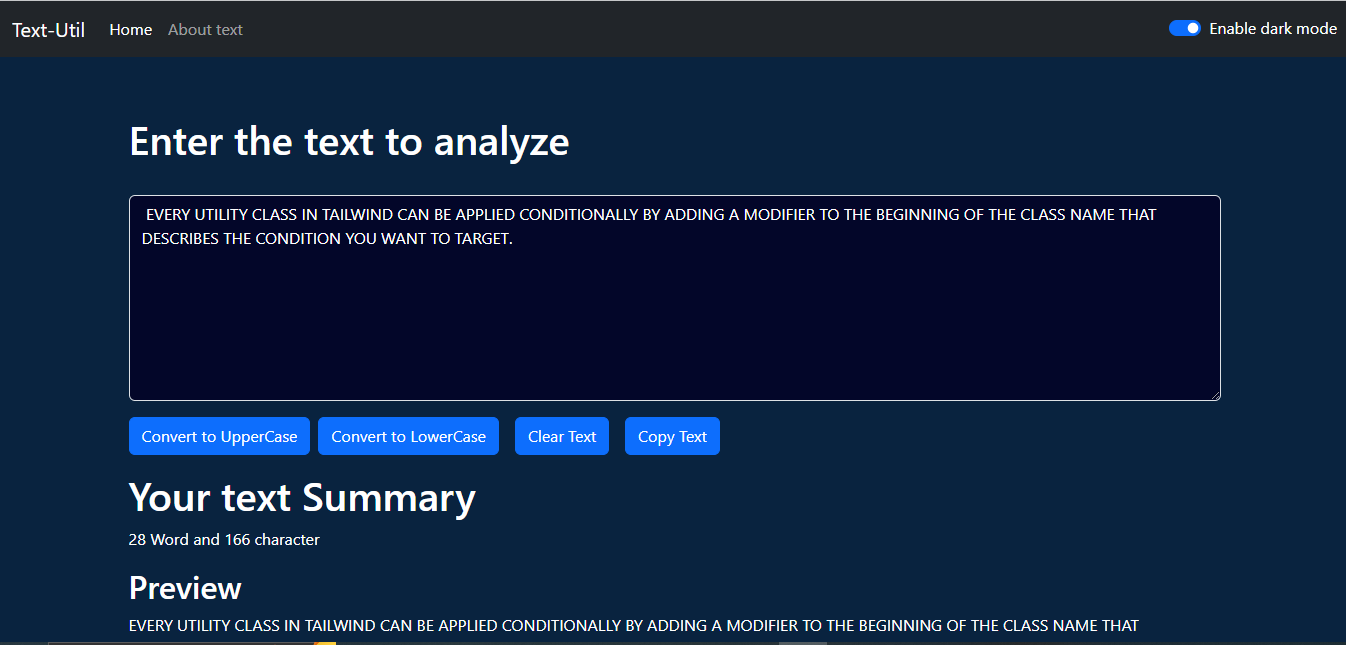 Text-Util Home About text Enable dark mode
Enter the text to analyze
EVERY UTILITY CLASS IN TAILWIND CAN BE APPLIED CONDITIONALLY BY ADDING A MODIFIER TO THE BEGINNING OF THE CLASS NAME THAT
DESCRIBES THE CONDITION YOU WANT TO TARGET.
Convert to UpperCase Convert to LowerCase Clear Text Copy Text
Your text Summary
28 Word and 166 character
Preview
EVERY UTILITY CLASS IN TAILWIND CAN BE APPLIED CONDITIONALLY BY ADDING A MODIFIER TO THE BEGINNING OF THE CLASS NAME THAT